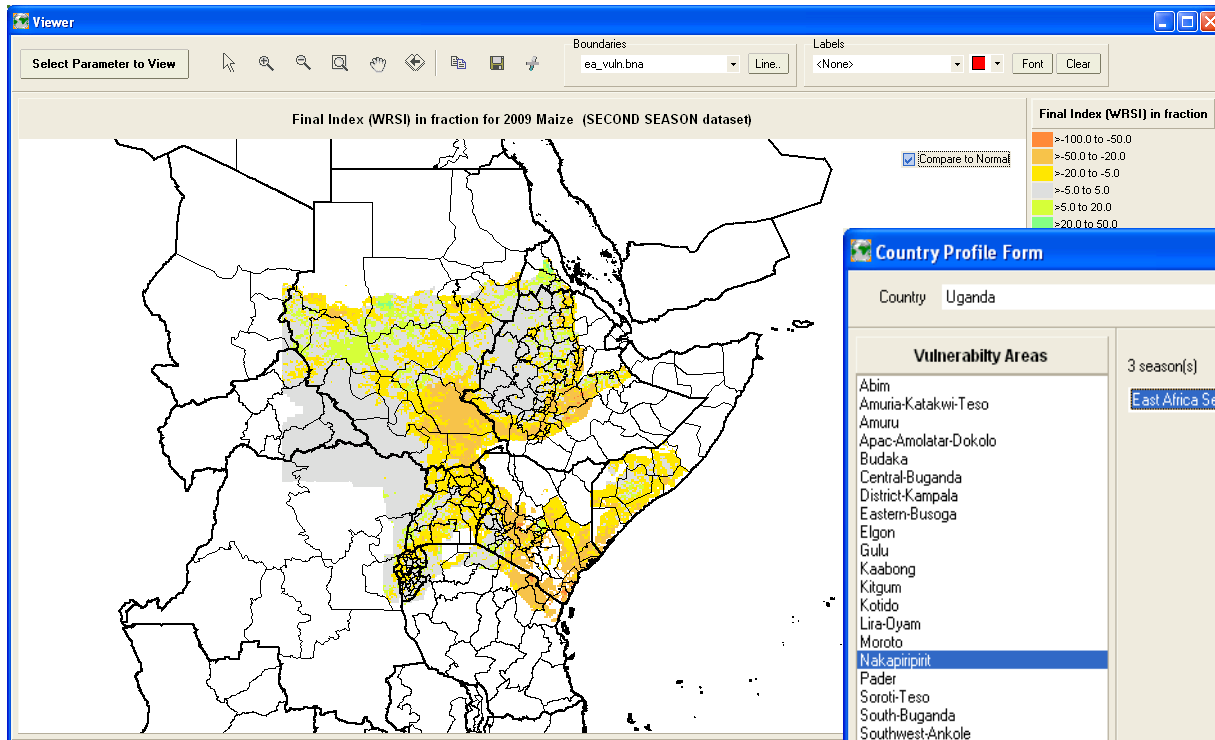 Viewer
Select Parameter to View
Boundaries
ea_vuln.bna
Line..
Labels
<None>
Font
Clear
Final Index (WRSI) in fraction for 2009 Maize (SECOND SEASON dataset)
Compare to Normal
Final Index (WRSI) in fraction
>-100.0 to -50.0
>-50.0 to -20.0
>-20.0 to -5.0
>-5.0 to 5.0
>5.0 to 20.0
>20.0 to 50.0
Country Profile Form
Country Uganda
Vulnerabilty Areas
Abim
Amuria-Katakwi-Teso
Amuru
Apac-Amolatar-Dokolo
Budaka
Central-Buganda
District-Kampala
Eastern-Busoga
Elgon
Gulu
Kaabong
Kitgum
Kotido
Lira-Oyam
Moroto
Nakapiripirit
Pader
Soroti-Teso
South-Buganda
Southwest-Ankole
3 season(s)
East Africa Se